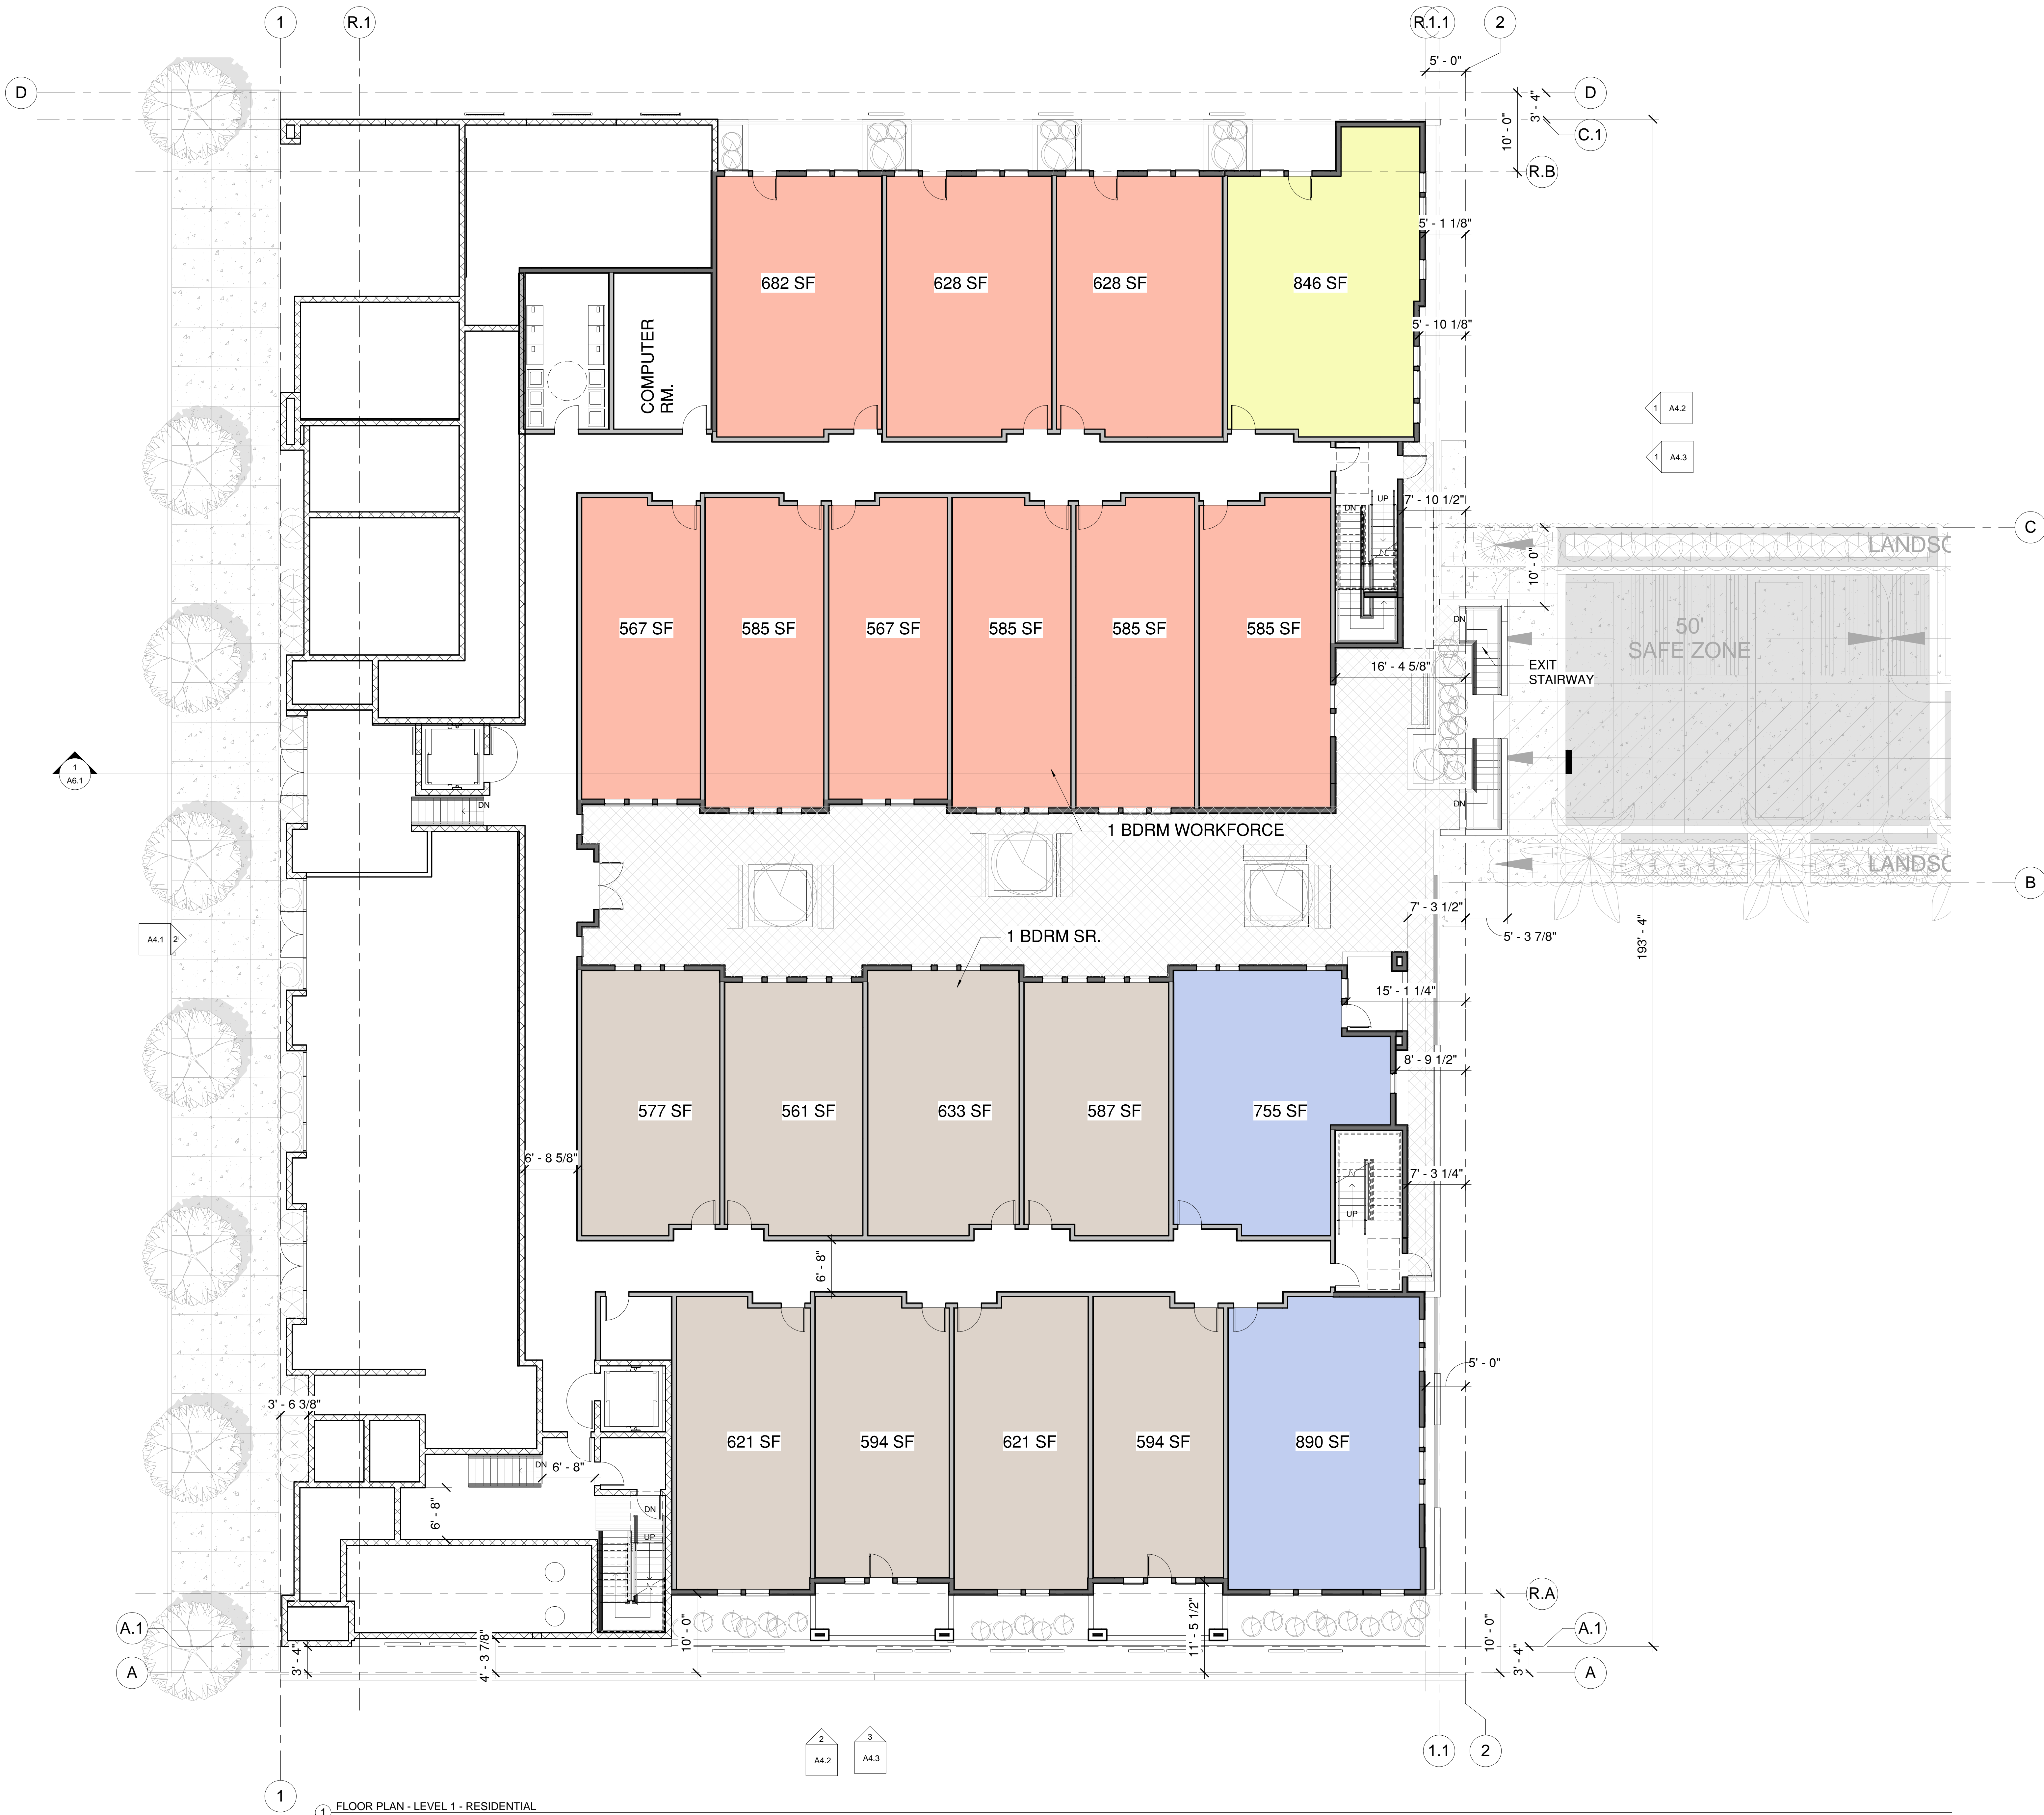 1
R.1
R.1.1
2
5' - 0"
D
D
3' - 4"
10' - 0"
C.1
R.B
5' - 1 1/8"
682 SF
628 SF
628 SF
846 SF
5' - 10 1/8"
COMPUTER
RM.
1
A4.2
1
A4.3
UP
DN
7' - 10 1/2"
C
LANDSC
10' - 0"
567 SF
585 SF
567 SF
585 SF
585 SF
585 SF
DN
50'
SAFE ZONE
16' - 4 5/8"
EXIT
STAIRWAY
1
A6.1
DN
DN
1 BDRM WORKFORCE
LANDSC
B
7' - 3 1/2"
5' - 3 7/8"
193' - 4"
A4.1
2
1 BDRM SR.
15' - 1 1/4"
8' - 9 1/2"
577 SF
561 SF
633 SF
587 SF
755 SF
6' - 8 5/8"
7' - 3 1/4"
UP
6' - 8"
5' - 0"
3' - 6 3/8"
621 SF
594 SF
621 SF
594 SF
890 SF
DN
6' - 8"
6' - 8"
DN
UP
R.A
A.1
A.1
10' - 0"
11' - 5 1/2"
10' - 0"
3' - 4"
4' - 3 7/8"
3' - 4"
A
A
2
A4.2
3
A4.3
1.1
2
1
1
FLOOR PLAN - LEVEL 1 - RESIDENTIAL